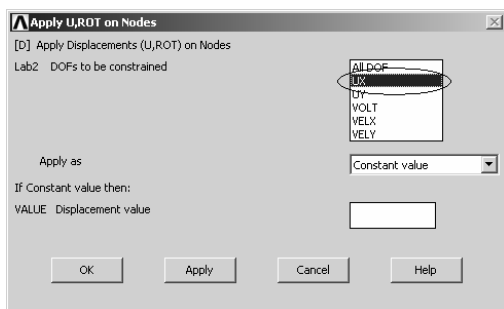 Apply U,ROT on Nodes
[D] Apply Displacements (U,ROT) on Nodes
Lab2 DOFs to be constrained
All DOF
UX
UY
VOLT
VELX
VELY
Apply as
Constant value
If Constant value then:
VALUE Displacement value
OK Apply Cancel Help